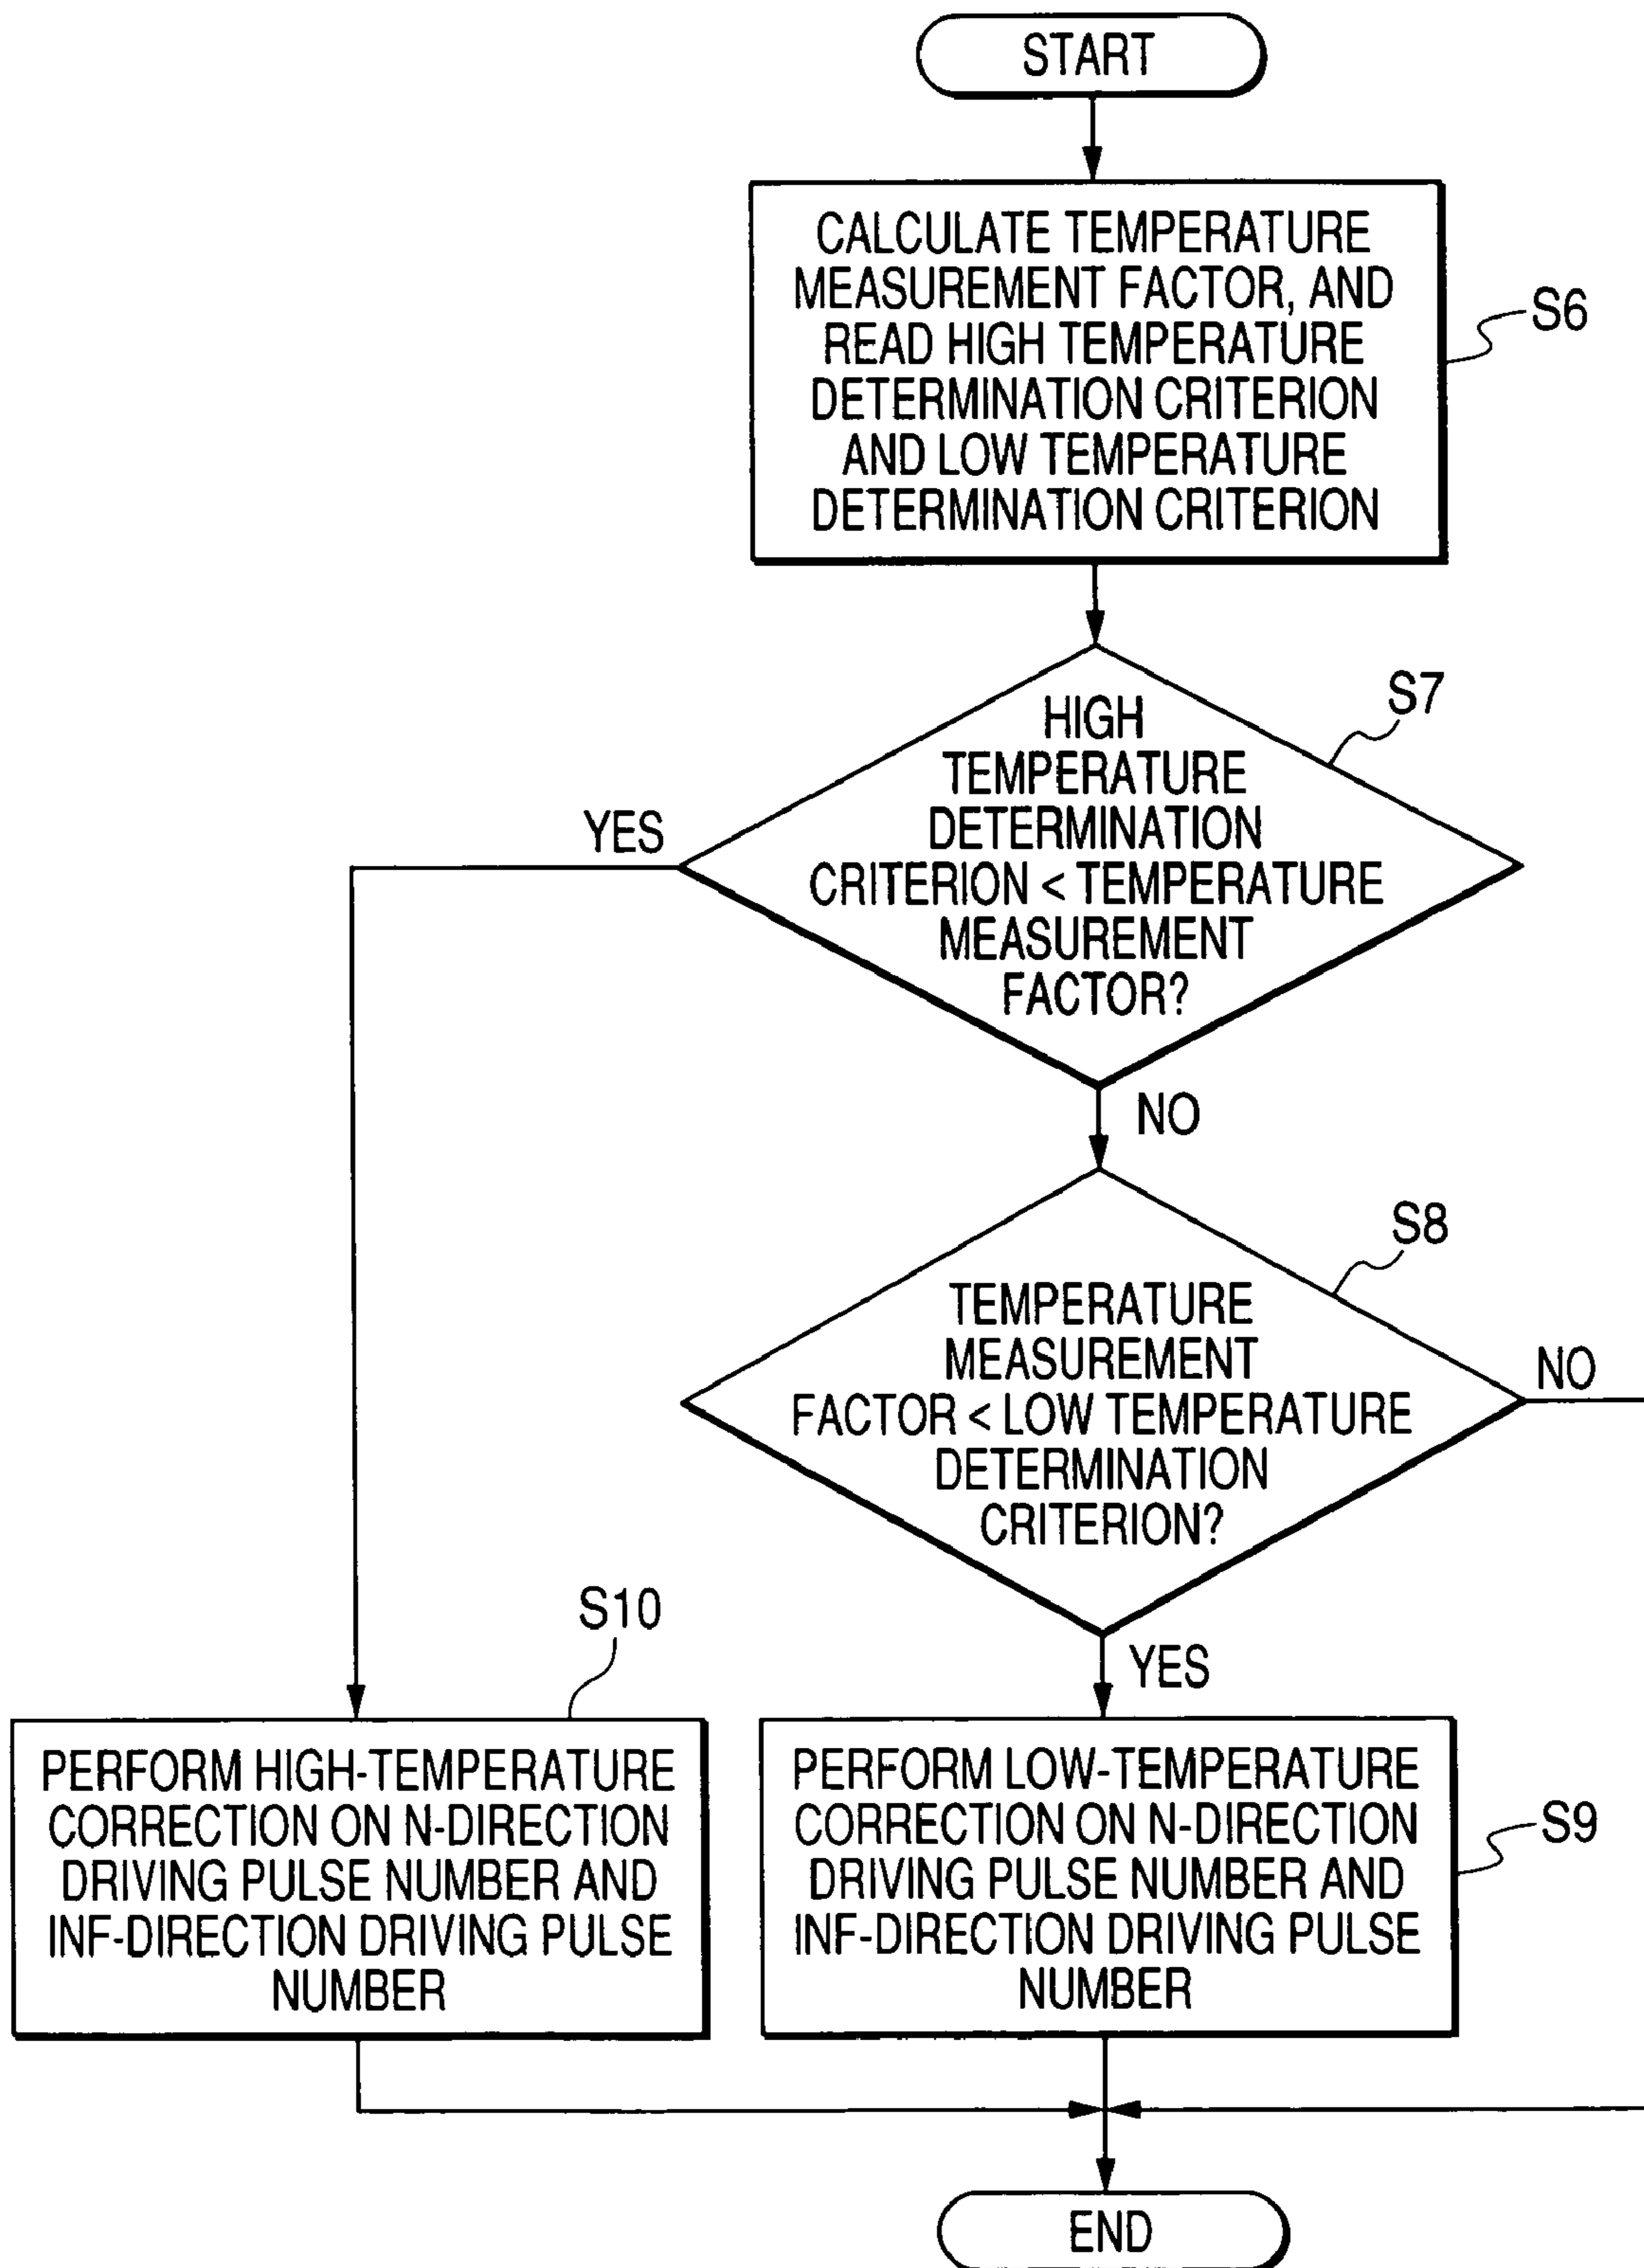 START
CALCULATE TEMPERATURE
MEASUREMENT FACTOR, AND
READ HIGH TEMPERATURE
DETERMINATION CRITERION
AND LOW TEMPERATURE
DETERMINATION CRITERION
S6
HIGH
TEMPERATURE
DETERMINATION
CRITERION < TEMPERATURE
MEASUREMENT
FACTOR?
S7
YES
NO
TEMPERATURE
MEASUREMENT
FACTOR < LOW TEMPERATURE
DETERMINATION
CRITERION?
S8
NO
YES
S10
PERFORM HIGH-TEMPERATURE
CORRECTION ON N-DIRECTION
DRIVING PULSE NUMBER AND
INF-DIRECTION DRIVING PULSE
NUMBER
PERFORM LOW-TEMPERATURE
CORRECTION ON N-DIRECTION
DRIVING PULSE NUMBER AND
INF-DIRECTION DRIVING PULSE
NUMBER
S9
END